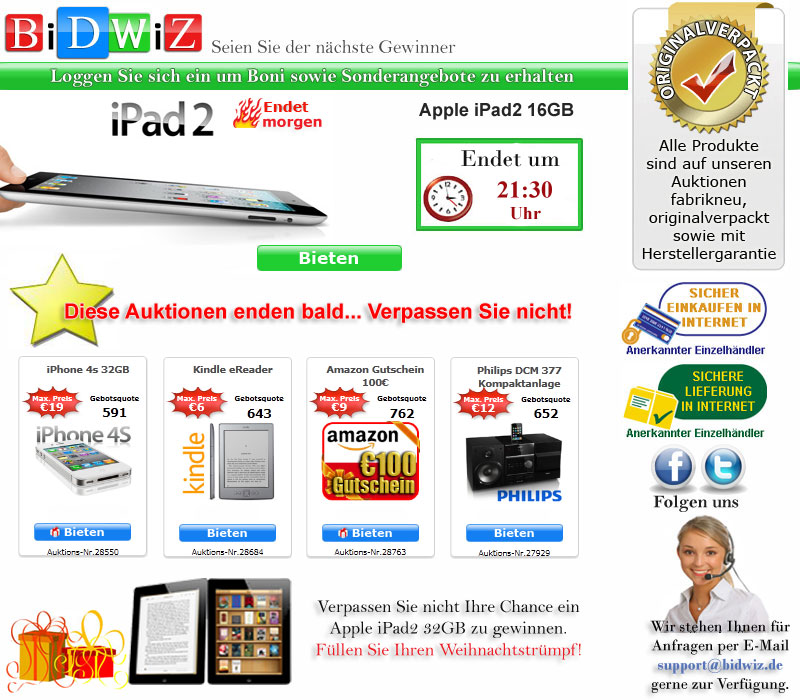 BiDWiZ
Seien Sie der nächste Gewinner
Loggen Sie sich ein um Boni sowie Sonderangebote zu erhalten
iPad 2
Endet
morgen
Apple iPad2 16GB
Endet um
21:30
Uhr
Bieten
ORIGINALVERPACKT
Alle Produkte
sind auf unseren
Auktionen
fabrikneu,
originalverpackt
sowie mit
Herstellergarantie
Diese Auktionen enden bald... Verpassen Sie nicht!
SICHER
EINKAUFEN IN
INTERNET
Anerkannter Einzelhändler
SICHERE
LIEFERUNG
IN INTERNET
Anerkannter Einzelhändler
iPhone 4s 32GB
Max. Preis
€19
Gebotsquote
591
iPhone 4S
Bieten
Auktions-Nr.28550
Kindle eReader
Max. Preis
€6
Gebotsquote
643
kindle
Bieten
Auktions-Nr.28684
Amazon Gutschein
100€
Max. Preis
€9
Gebotsquote
762
amazon
€100
Gutschein
Bieten
Auktions-Nr.28763
Philips DCM 377
Kompaktanlage
Max. Preis
€12
Gebotsquote
652
PHILIPS
Bieten
Auktions-Nr.27929
f
t
Folgen uns
Verpassen Sie nicht Ihre Chance ein
Apple iPad2 32GB zu gewinnen.
Füllen Sie Ihren Weihnachtstrümpf!
Wir stehen Ihnen für
Anfragen per E-Mail
support@bidwiz.de
gerne zur Verfügung.